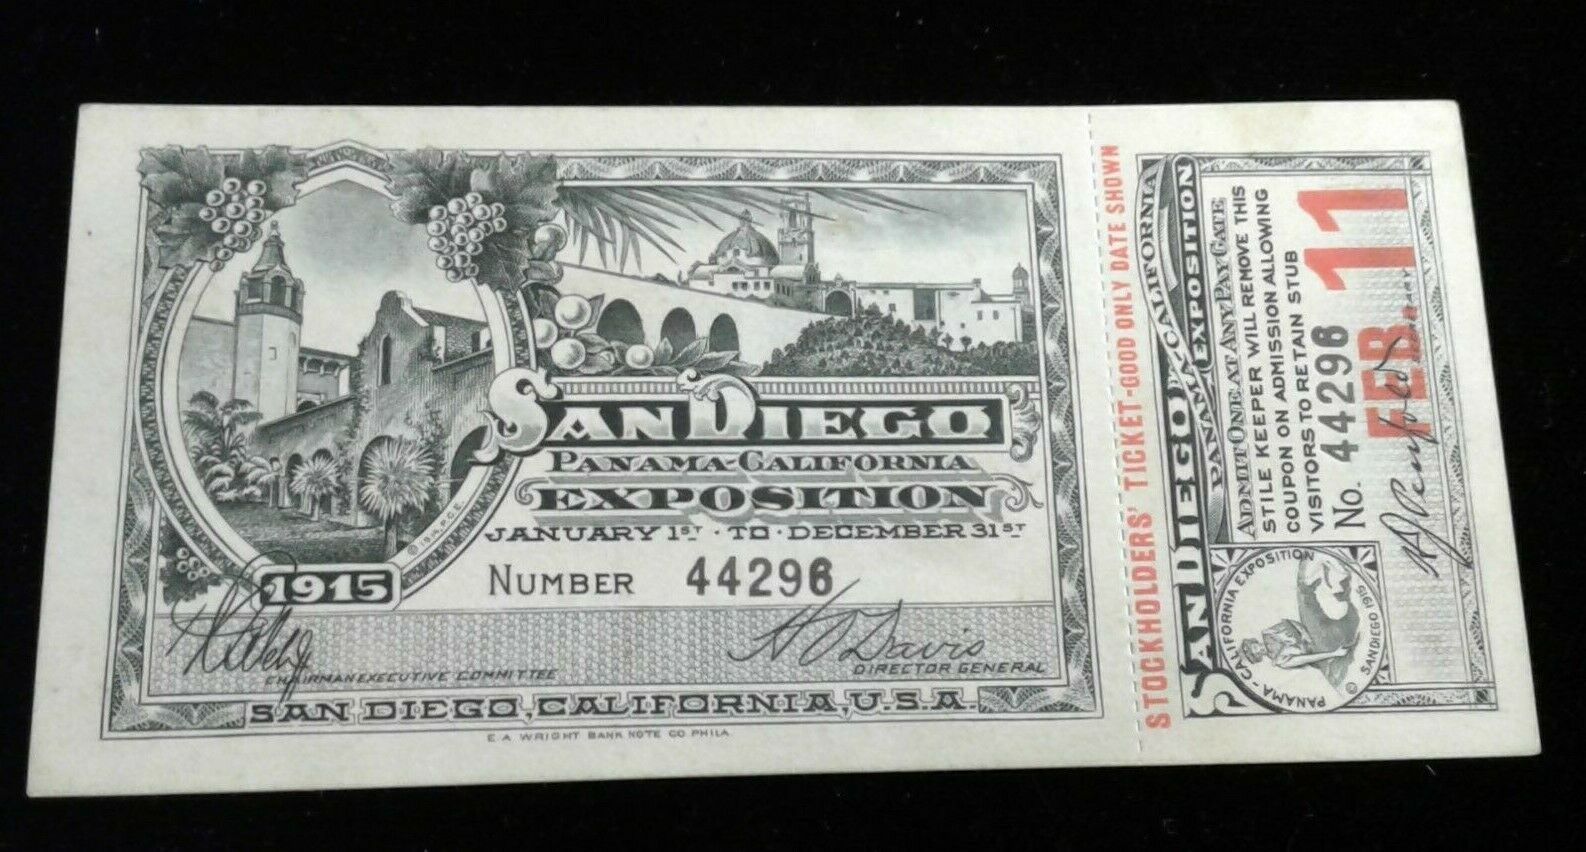 SAN DIEGO
PANAMA-CALIFORNIA
EXPOSITION
JANUARY 1ST · TO · DECEMBER 31ST
NUMBER 44296
© 1914, P.C.E.
1915
H O Davis
CHAIRMAN EXECUTIVE COMMITTEE
DIRECTOR GENERAL
SAN DIEGO, CALIFORNIA, U.S.A.
E. A. WRIGHT BANK NOTE CO PHILA
STOCKHOLDERS' TICKET-GOOD ONLY DATE SHOWN
SAN DIEGO
PANAMA-CALIFORNIA
EXPOSITION
ADMIT ONE AT ANY PAY GATE
STILE KEEPER WILL REMOVE THIS
COUPON ON ADMISSION ALLOWING
VISITORS TO RETAIN STUB
No. 44296
FEB. 11
PANAMA-CALIFORNIA EXPOSITION
© SAN DIEGO 1915